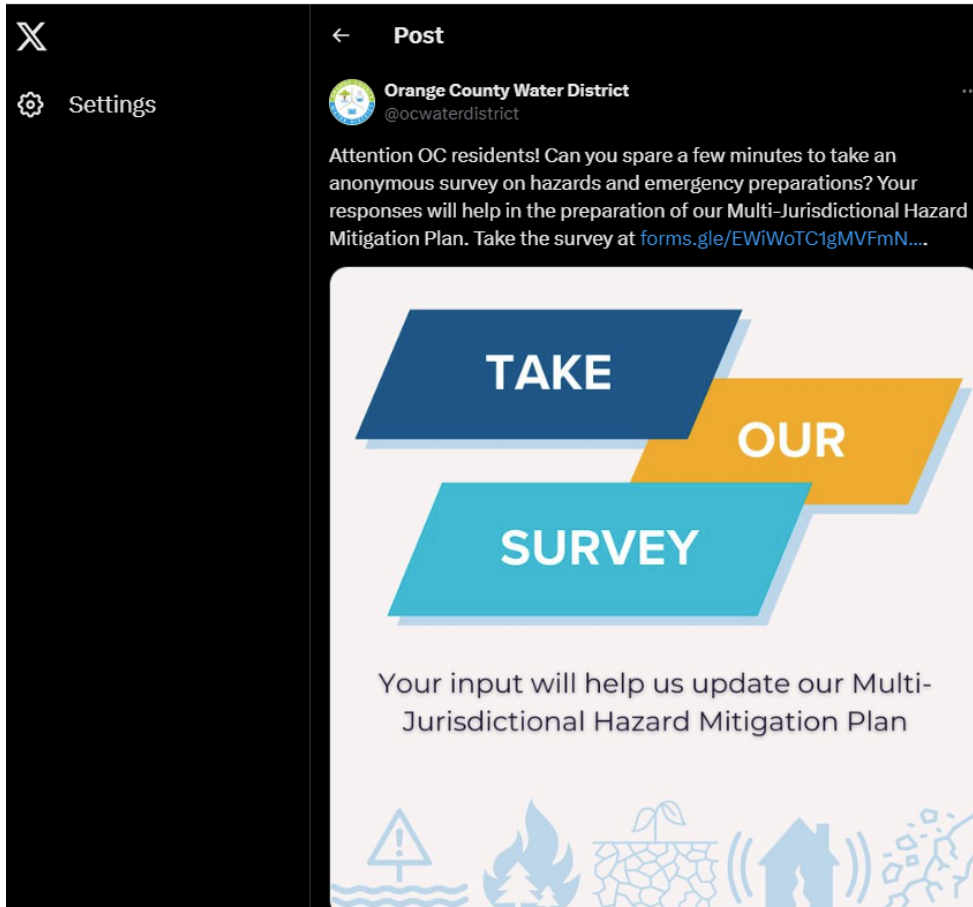 Post
Settings
Orange County Water District
@ocwaterdistrict
Attention OC residents! Can you spare a few minutes to take an
anonymous survey on hazards and emergency preparations? Your
responses will help in the preparation of our Multi-Jurisdictional Hazard
Mitigation Plan. Take the survey at forms.gle/EWiWoTC1gMVFmN....
TAKE
OUR
SURVEY
Your input will help us update our Multi-
Jurisdictional Hazard Mitigation Plan